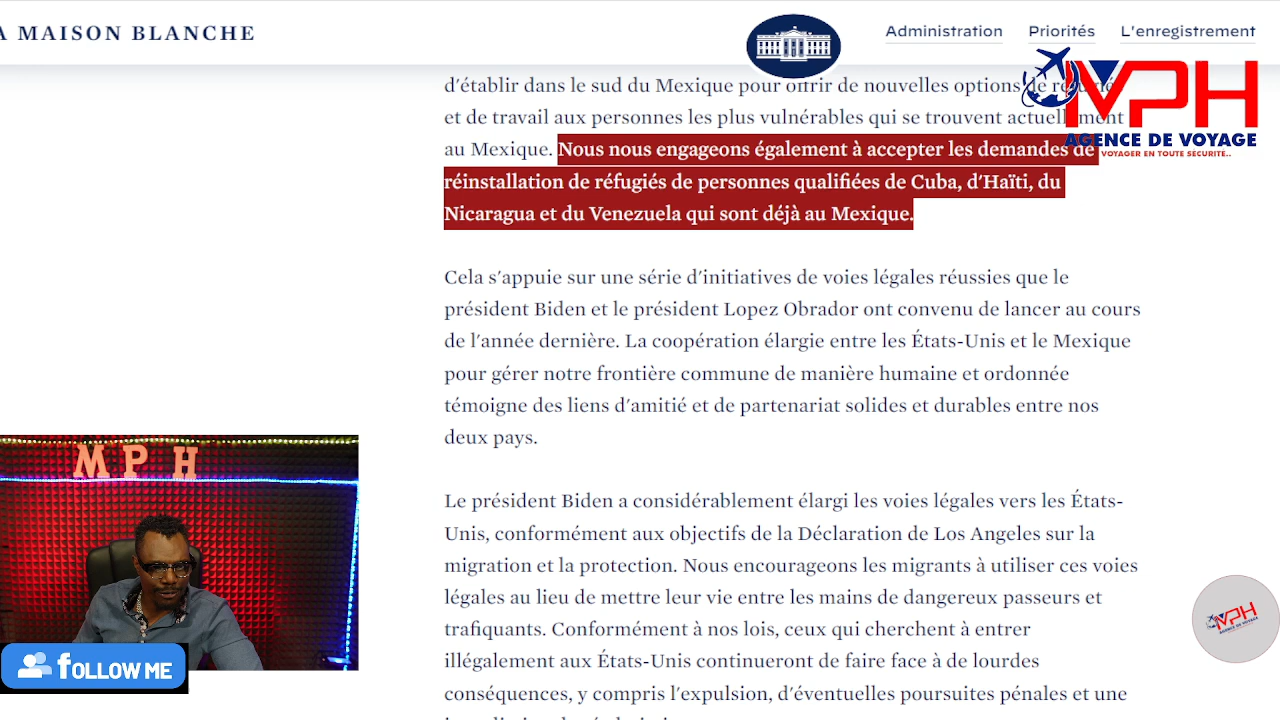 A MAISON BLANCHE
Administration
Priorités
L'enregistrement
MPH
AGENCE DE VOYAGE
VOYAGER EN TOUTE SECURITE..
d'établir dans le sud du Mexique pour offrir de nouvelles options de
et de travail aux personnes les plus vulnérables qui se trouvent actuellement
au Mexique. Nous nous engageons également à accepter les demandes de
réinstallation de réfugiés de personnes qualifiées de Cuba, d'Haïti, du
Nicaragua et du Venezuela qui sont déjà au Mexique.
Cela s'appuie sur une série d'initiatives de voies légales réussies que le
président Biden et le président Lopez Obrador ont convenu de lancer au cours
de l'année dernière. La coopération élargie entre les États-Unis et le Mexique
pour gérer notre frontière commune de manière humaine et ordonnée
témoigne des liens d'amitié et de partenariat solides et durables entre nos
deux pays.
Le président Biden a considérablement élargi les voies légales vers les États-
Unis, conformément aux objectifs de la Déclaration de Los Angeles sur la
migration et la protection. Nous encourageons les migrants à utiliser ces voies
légales au lieu de mettre leur vie entre les mains de dangereux passeurs et
trafiquants. Conformément à nos lois, ceux qui cherchent à entrer
illégalement aux États-Unis continueront de faire face à de lourdes
conséquences, y compris l'expulsion, d'éventuelles poursuites pénales et une
MPH
FOLLOW ME
MPH
AGENCE DE VOYAGE